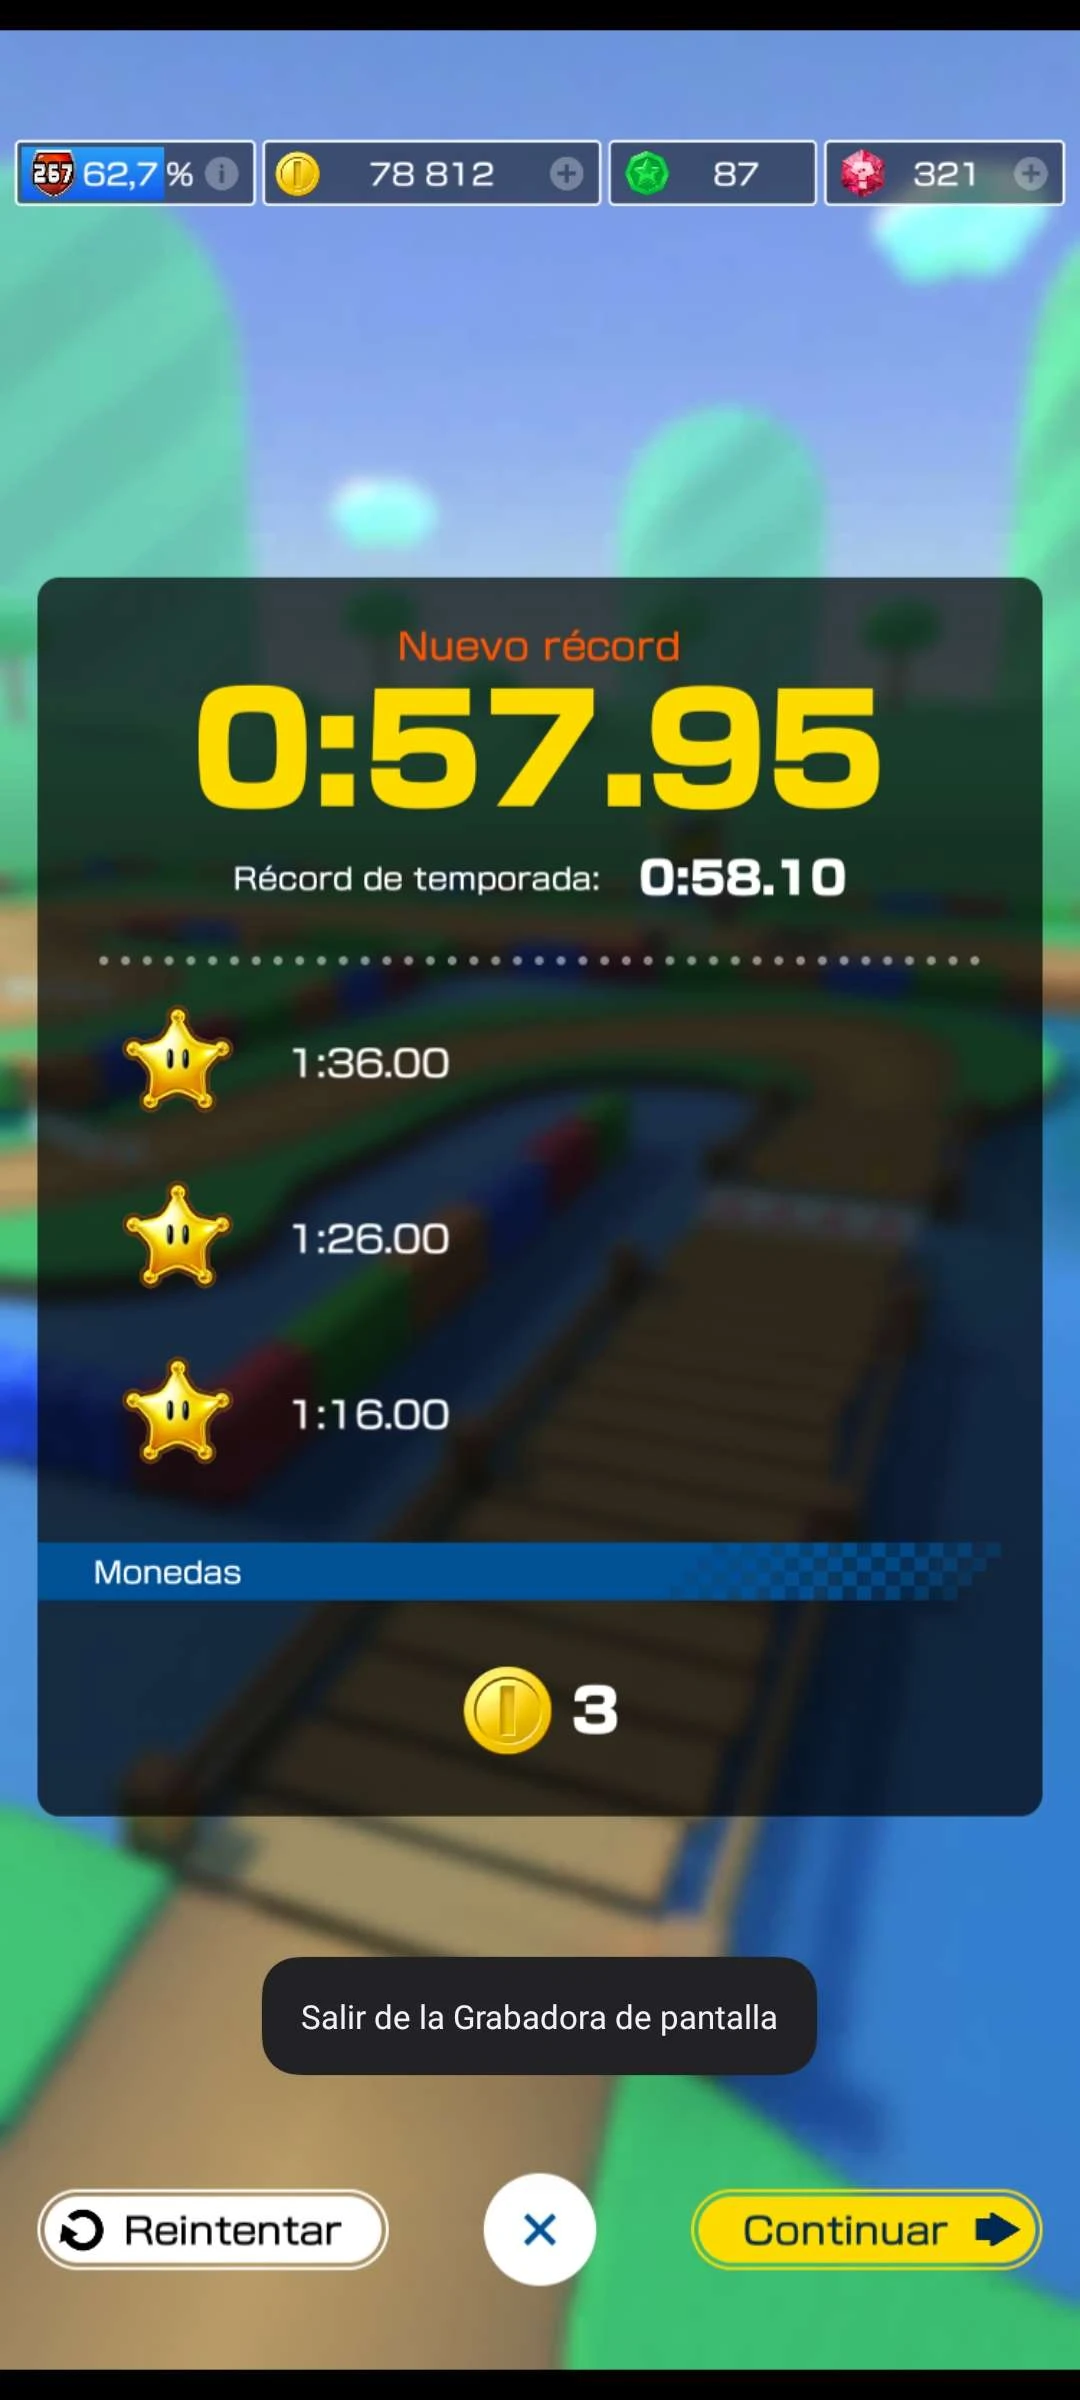 267 62,7 % i 78 812 + 87 321 +
Nuevo récord
0:57.95
Récord de temporada: 0:58.10
1:36.00
1:26.00
1:16.00
Monedas
3
Salir de la Grabadora de pantalla
Reintentar × Continuar